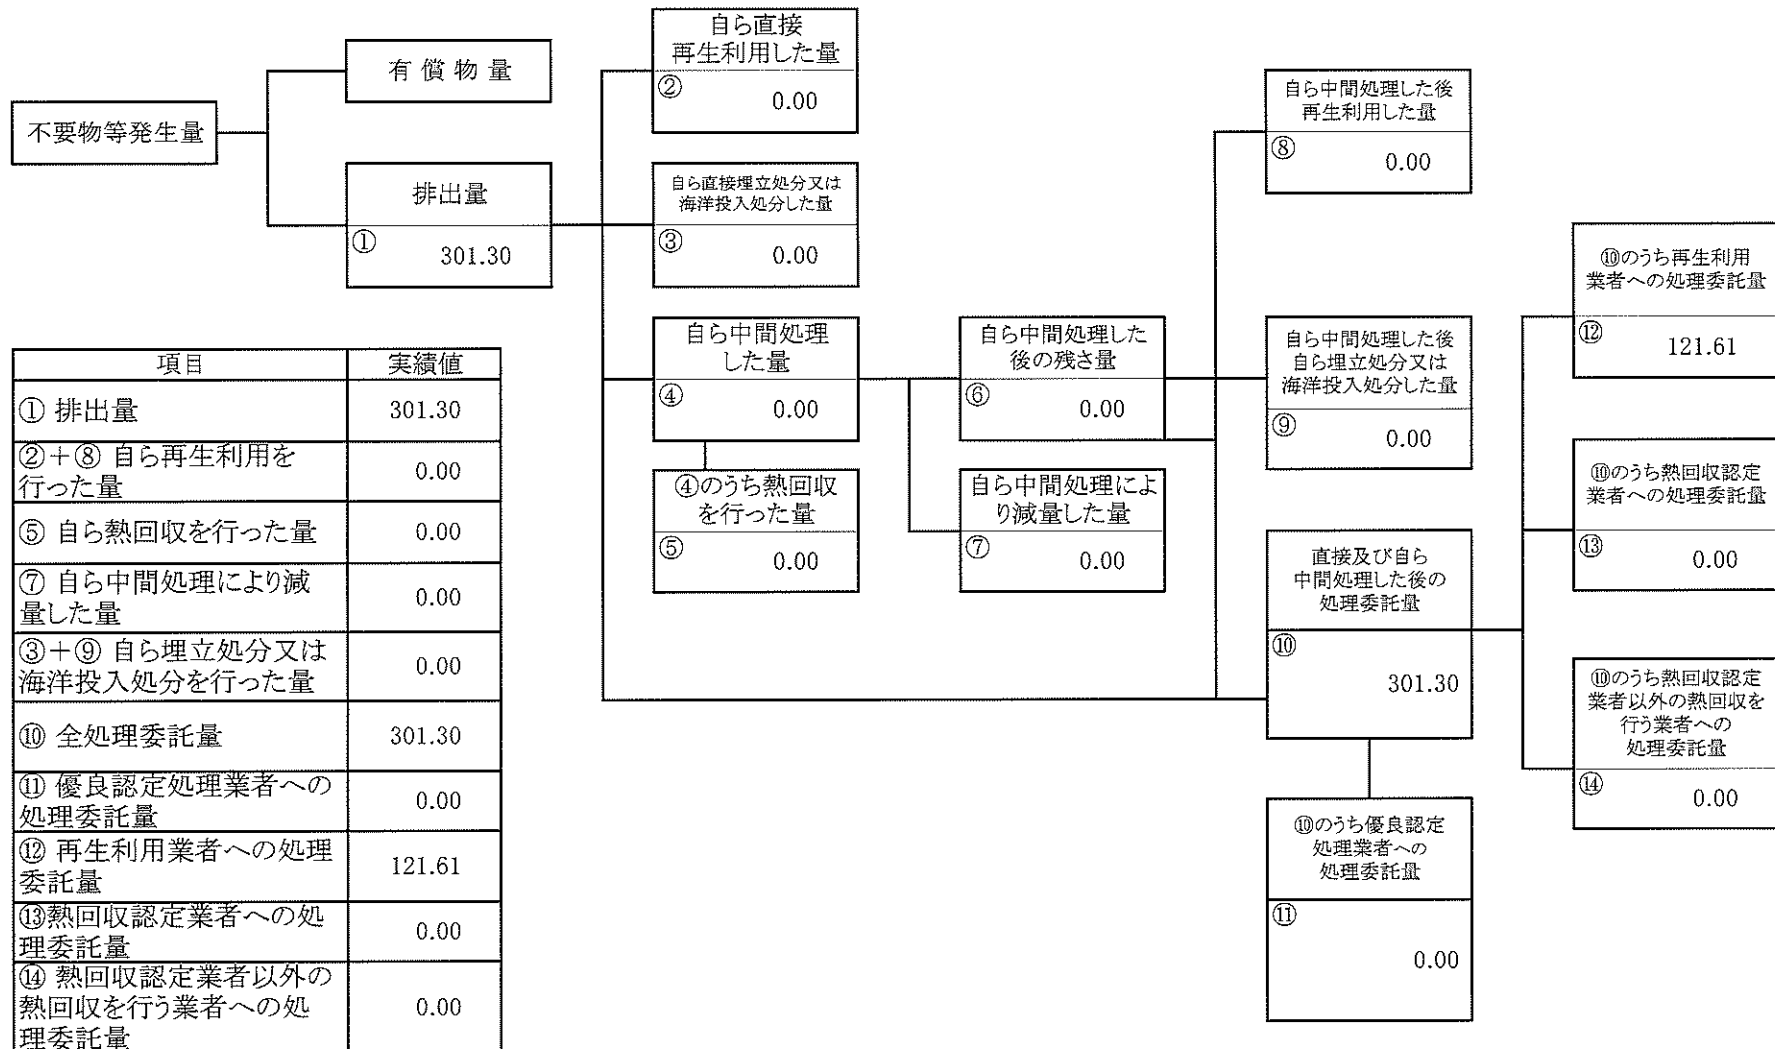 不要物等発生量
有償物量
排出量
①
301.30
自ら直接
再生利用した量
②
0.00
自ら直接埋立処分又は
海洋投入処分した量
③
0.00
自ら中間処理
した量
④
0.00
④のうち熱回収
を行った量
⑤
0.00
自ら中間処理した
後の残さ量
⑥
0.00
自ら中間処理によ
り減量した量
⑦
0.00
自ら中間処理した後
再生利用した量
⑧
0.00
自ら中間処理した後
自ら埋立処分又は
海洋投入処分した量
⑨
0.00
直接及び自ら
中間処理した後の
処理委託量
⑩
301.30
⑩のうち優良認定
処理業者への
処理委託量
⑪
0.00
⑩のうち再生利用
業者への処理委託量
⑫
121.61
⑩のうち熱回収認定
業者への処理委託量
⑬
0.00
⑩のうち熱回収認定
業者以外の熱回収を
行う業者への
処理委託量
⑭
0.00
項目 実績値
① 排出量 301.30
②+⑧ 自ら再生利用を
行った量 0.00
⑤ 自ら熱回収を行った量 0.00
⑦ 自ら中間処理により減
量した量 0.00
③+⑨ 自ら埋立処分又は
海洋投入処分を行った量 0.00
⑩ 全処理委託量 301.30
⑪ 優良認定処理業者への
処理委託量 0.00
⑫ 再生利用業者への処理
委託量 121.61
⑬熱回収認定業者への処
理委託量 0.00
⑭ 熱回収認定業者以外の
熱回収を行う業者への処
理委託量 0.00